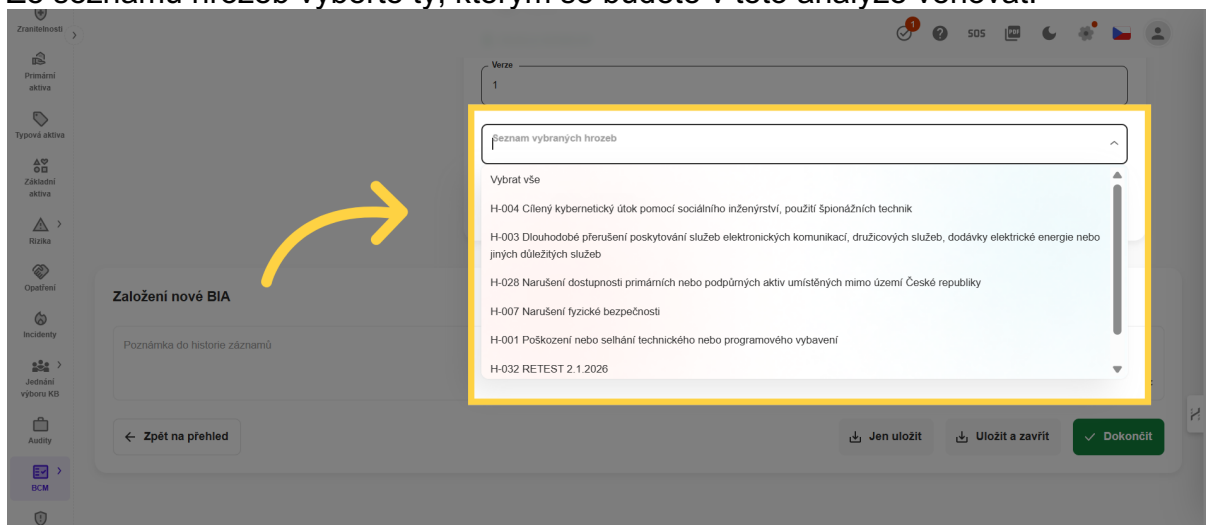 Ze seznamu hrozeb vyberte ty, kterým se budete v této analýze věnovat.
Zranitelnosti
1
SOS
PDF
Primární
aktiva
Verze
1
Typová aktiva
Seznam vybraných hrozeb
Základní
aktiva
Vybrat vše
H-004 Cílený kybernetický útok pomocí sociálního inženýrství, použití špionážních technik
Rizika
H-003 Dlouhodobé přerušení poskytování služeb elektronických komunikací, družicových služeb, dodávky elektrické energie nebo
jiných důležitých služeb
Opatření
H-028 Narušení dostupnosti primárních nebo podpůrných aktiv umístěných mimo území České republiky
Založení nové BIA
H-007 Narušení fyzické bezpečnosti
Incidenty
Poznámka do historie záznamů
H-001 Poškození nebo selhání technického nebo programového vybavení
H-032 RETEST 2.1.2026
Jednání
výboru KB
Audity
Zpět na přehled
Jen uložit
Uložit a zavřít
Dokončit
BCM